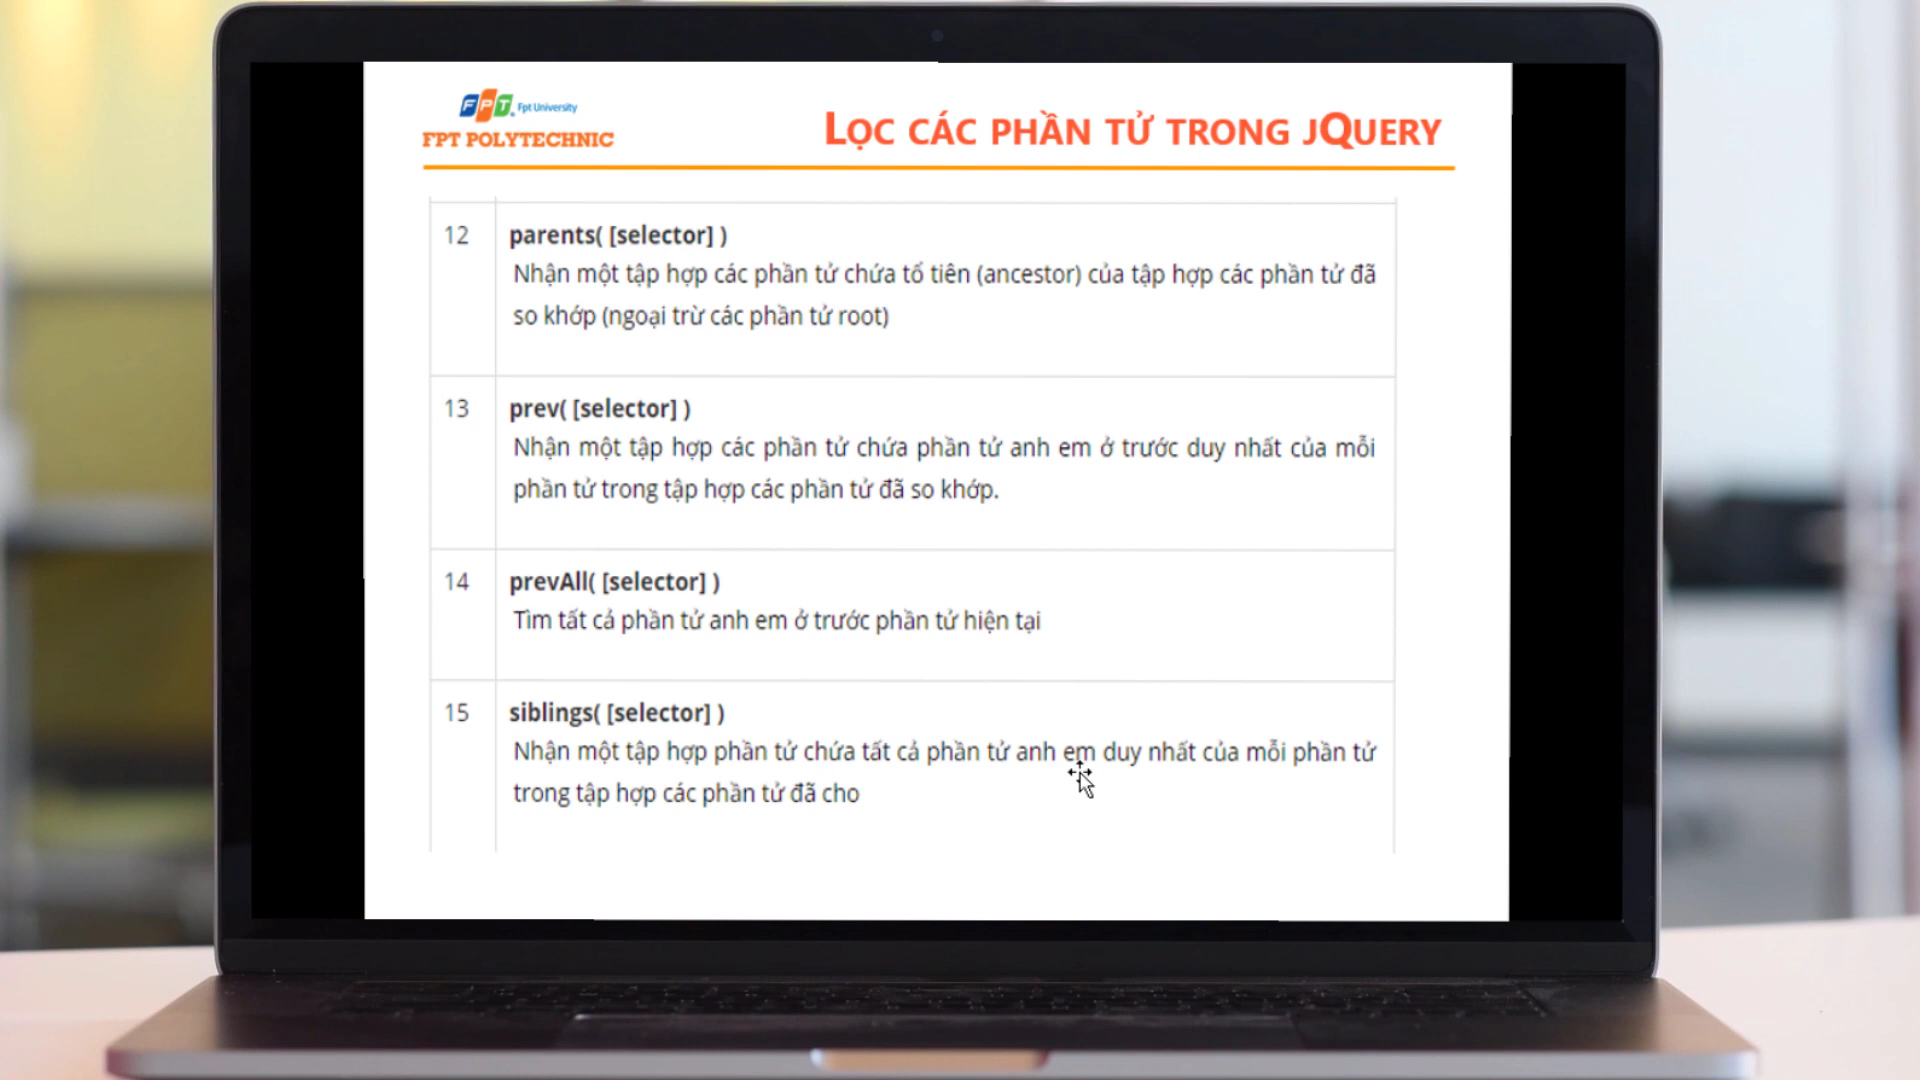 FPT. Fpt University
FPT POLYTECHNIC
LỌC CÁC PHẦN TỬ TRONG JQUERY
12
parents( [selector] )
Nhận một tập hợp các phần tử chứa tổ tiên (ancestor) của tập hợp các phần tử đã
so khớp (ngoại trừ các phần tử root)
13
prev( [selector] )
Nhận một tập hợp các phần tử chứa phần tử anh em ở trước duy nhất của mỗi
phần tử trong tập hợp các phần tử đã so khớp.
14
prevAll( [selector] )
Tìm tất cả phần tử anh em ở trước phần tử hiện tại
15
siblings( [selector] )
Nhận một tập hợp phần tử chứa tất cả phần tử anh em duy nhất của mỗi phần tử
trong tập hợp các phần tử đã cho